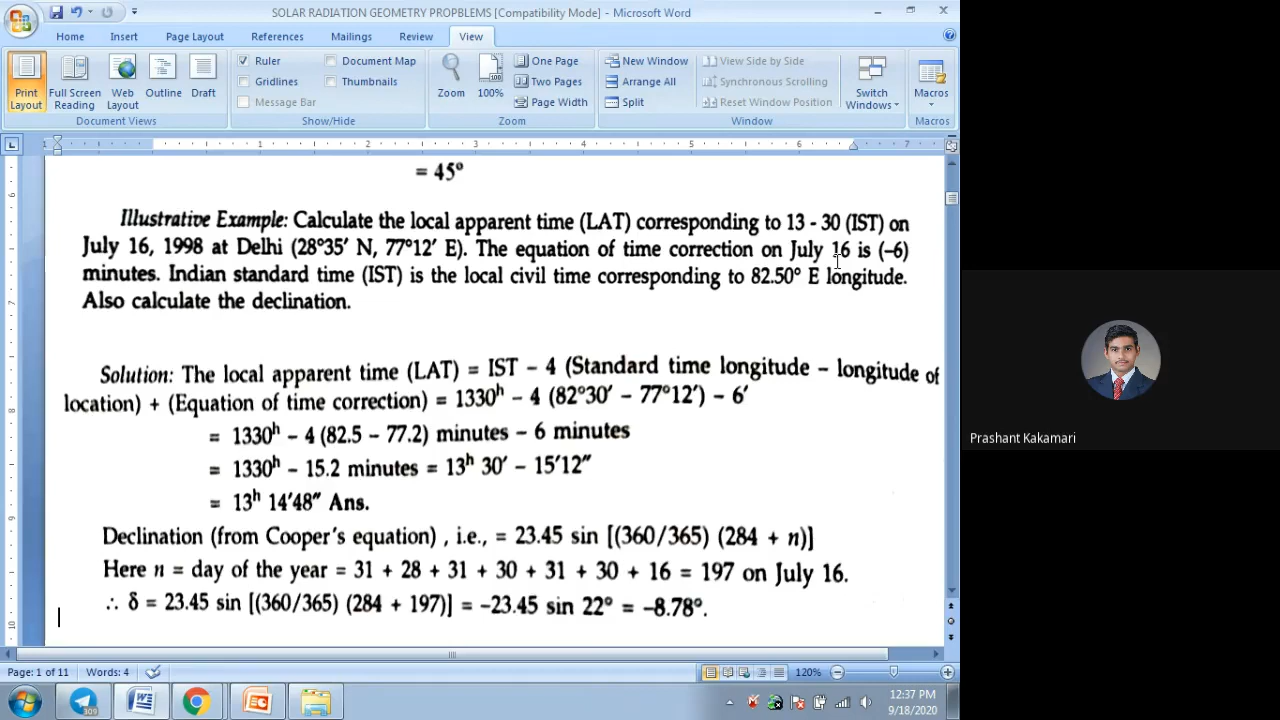 SOLAR RADIATION GEOMETRY PROPBLEMS [Compatibility Mode] - Microsoft Word
Home Insert Page Layout References Mailings Review View
Print Layout
Full Screen Reading
Web Layout
Outline
Draft
Document Views
Ruler
Gridlines
Message Bar
Document Map
Thumbnails
Show/Hide
Zoom
100%
One Page
Two Pages
Page Width
Zoom
New Window
Arrange All
Split
View Side by Side
Synchronous Scrolling
Reset Window Position
Switch Windows
Window
Macros
Macros
1 1 2 3 4 5 6 7
= 45°
Illustrative Example: Calculate the local apparent time (LAT) corresponding to 13 - 30 (IST) on
July 16, 1998 at Delhi (28°35′ N, 77°12′ E). The equation of time correction on July 16 is (–6)
minutes. Indian standard time (IST) is the local civil time corresponding to 82.50° E longitude.
Also calculate the declination.
Solution: The local apparent time (LAT) = IST – 4 (Standard time longitude – longitude of
location) + (Equation of time correction) = 1330ʰ – 4 (82°30′ – 77°12′) – 6′
= 1330ʰ – 4 (82.5 – 77.2) minutes – 6 minutes
= 1330ʰ – 15.2 minutes = 13ʰ 30′ – 15′12″
= 13ʰ 14′48″ Ans.
Declination (from Cooper's equation) , i.e., = 23.45 sin [(360/365) (284 + n)]
Here n = day of the year = 31 + 28 + 31 + 30 + 31 + 30 + 16 = 197 on July 16.
∴ δ = 23.45 sin [(360/365) (284 + 197)] = –23.45 sin 22° = –8.78°.
Prashant Kakamari
Page: 1 of 11 Words: 4
120%
309
12:37 PM
9/18/2020